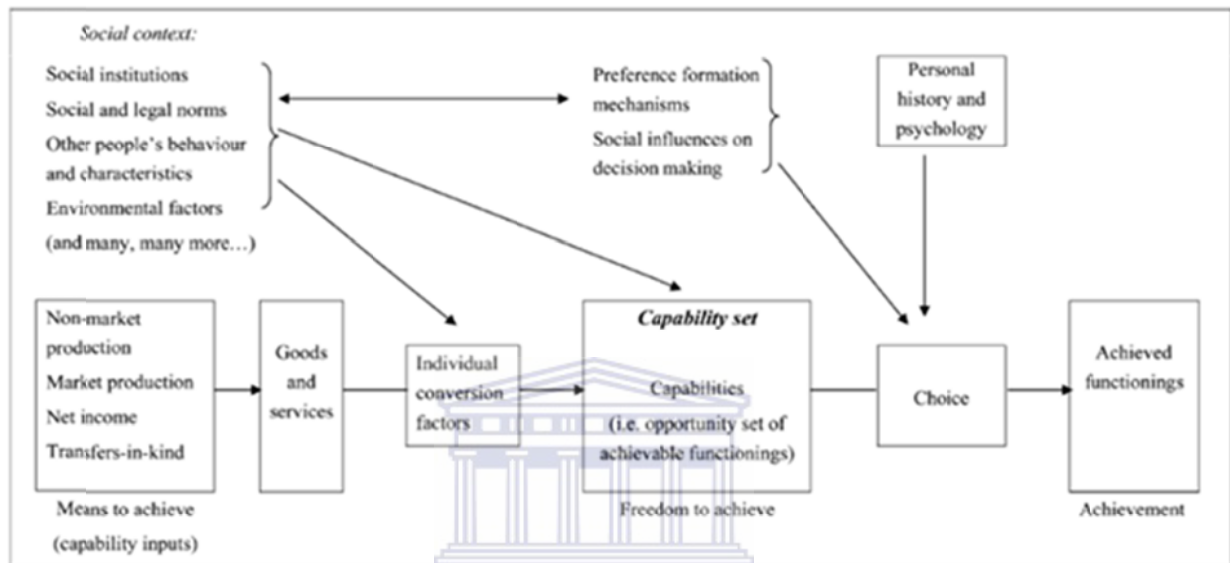 Social context:
Social institutions
Social and legal norms
Other people's behaviour
and characteristics
Environmental factors
(and many, many more…)
Preference formation
mechanisms
Social influences on
decision making
Personal
history and
psychology
Non-market
production
Market production
Net income
Transfers-in-kind
Means to achieve
(capability inputs)
Goods
and
services
Individual
conversion
factors
Capability set
Capabilities
(i.e. opportunity set of
achievable functionings)
Freedom to achieve
Choice
Achieved
functionings
Achievement